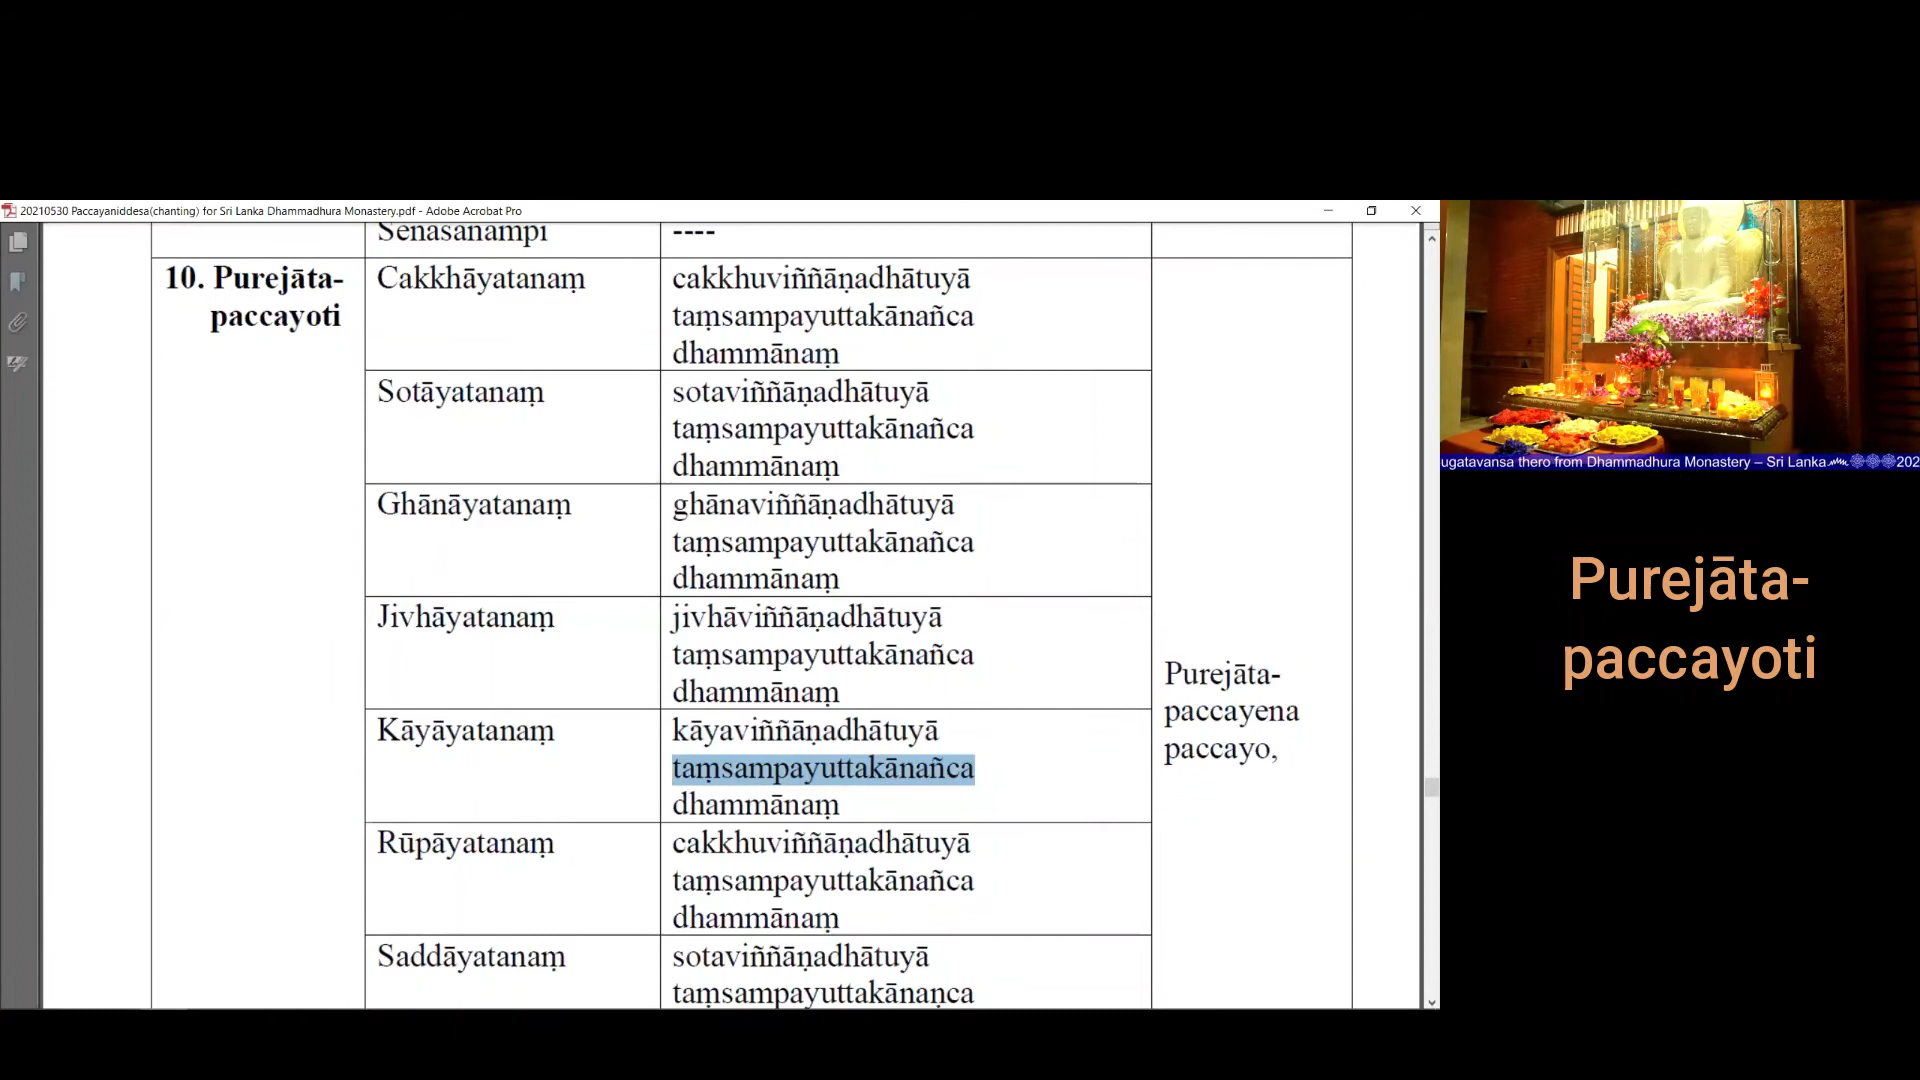 20210530 Paccayaniddesa(chanting) for Sri Lanka Dhammadhura Monastery.pdf - Adobe Acrobat Pro
Senāsanampi
----
10. Purejāta-
paccayoti
Cakkhāyatanaṃ
cakkhuviññāṇadhātuyā
taṃsampayuttakānañca
dhammānaṃ
Sotāyatanaṃ
sotaviññāṇadhātuyā
taṃsampayuttakānañca
dhammānaṃ
Ghānāyatanaṃ
ghānaviññāṇadhātuyā
taṃsampayuttakānañca
dhammānaṃ
Jivhāyatanaṃ
jivhāviññāṇadhātuyā
taṃsampayuttakānañca
dhammānaṃ
Kāyāyatanaṃ
kāyaviññāṇadhātuyā
taṃsampayuttakānañca
dhammānaṃ
Rūpāyatanaṃ
cakkhuviññāṇadhātuyā
taṃsampayuttakānañca
dhammānaṃ
Saddāyatanaṃ
sotaviññāṇadhātuyā
taṃsampayuttakānaṇca
Purejāta-
paccayena
paccayo,
ugatavansa thero from Dhammadhura Monastery – Sri Lanka
202
Purejāta-
paccayoti